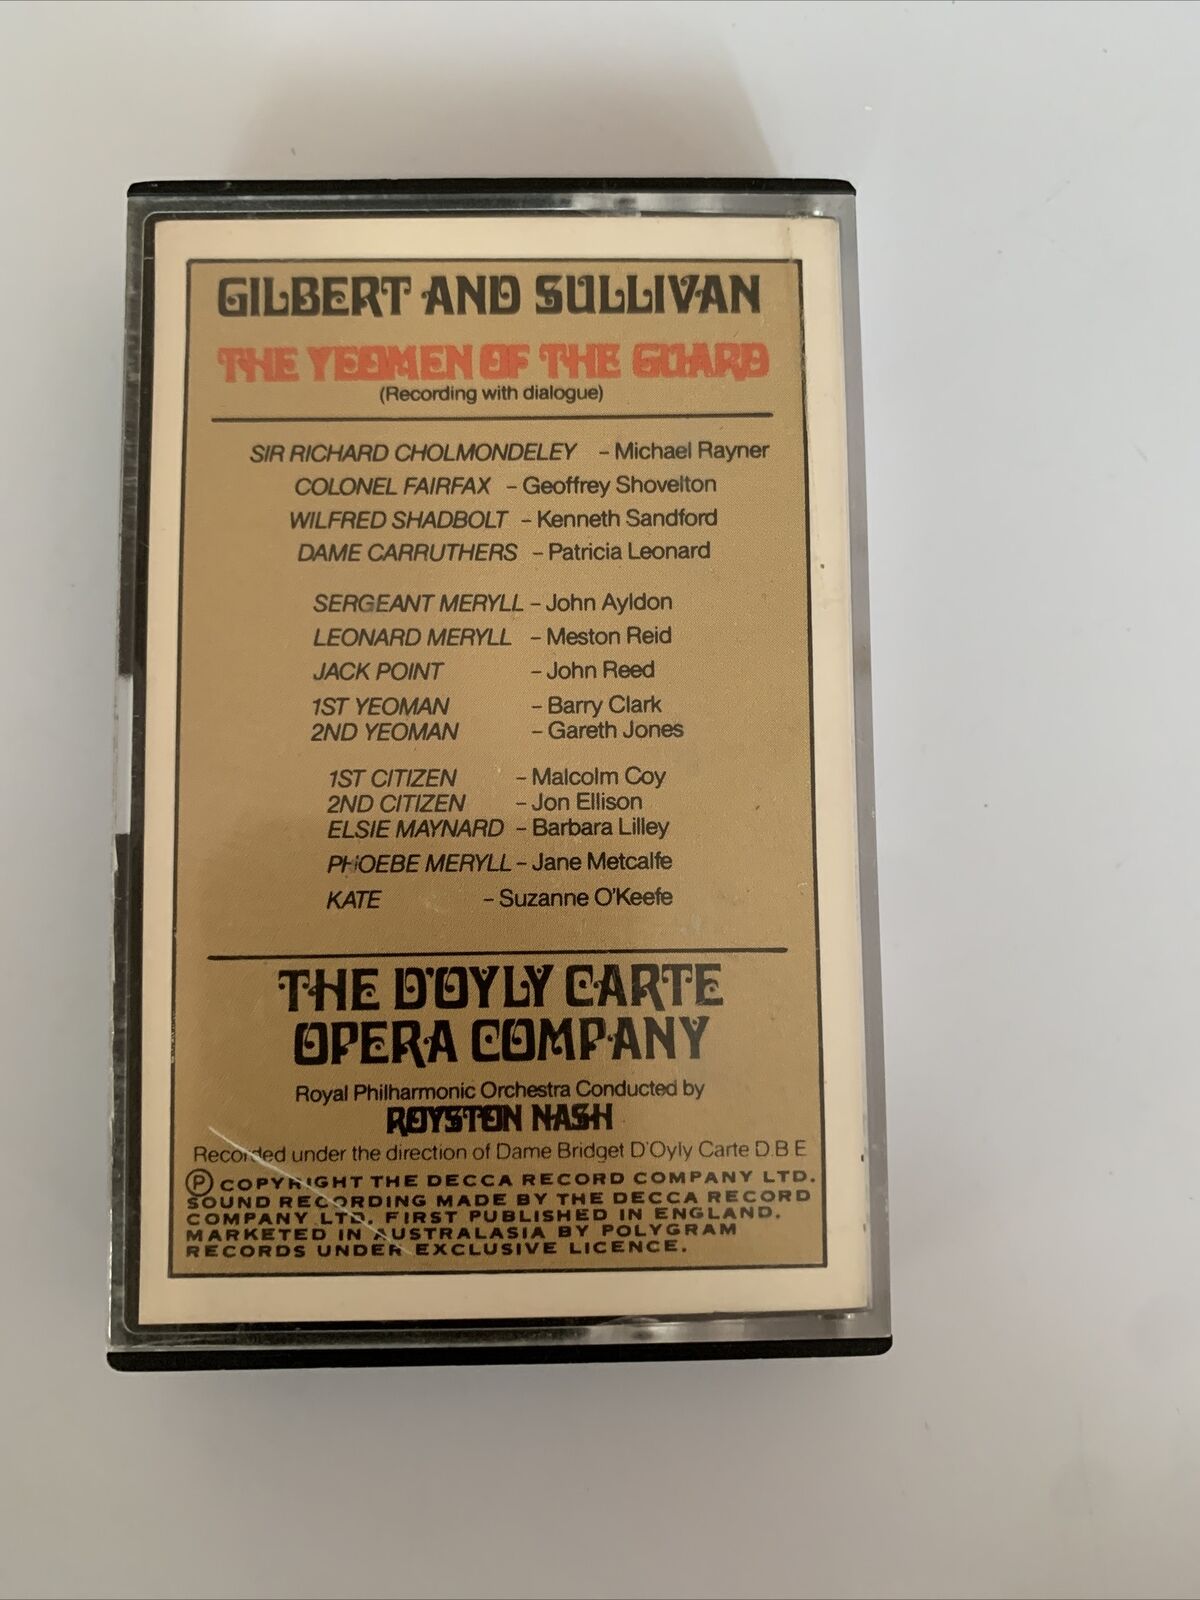 GILBERT AND SULLIVAN
THE YEOMEN OF THE GUARD
(Recording with dialogue)
SIR RICHARD CHOLMONDELEY – Michael Rayner
COLONEL FAIRFAX – Geoffrey Shovelton
WILFRED SHADBOLT – Kenneth Sandford
DAME CARRUTHERS – Patricia Leonard
SERGEANT MERYLL – John Ayldon
LEONARD MERYLL – Meston Reid
JACK POINT – John Reed
1ST YEOMAN – Barry Clark
2ND YEOMAN – Gareth Jones
1ST CITIZEN – Malcolm Coy
2ND CITIZEN – Jon Ellison
ELSIE MAYNARD – Barbara Lilley
PHOEBE MERYLL – Jane Metcalfe
KATE – Suzanne O'Keefe
THE D'OYLY CARTE
OPERA COMPANY
Royal Philharmonic Orchestra Conducted by
ROYSTON NASH
Recorded under the direction of Dame Bridget D'Oyly Carte D.B.E
Ⓟ COPYRIGHT THE DECCA RECORD COMPANY LTD.
SOUND RECORDING MADE BY THE DECCA RECORD
COMPANY LTD. FIRST PUBLISHED IN ENGLAND.
MARKETED IN AUSTRALASIA BY POLYGRAM
RECORDS UNDER EXCLUSIVE LICENCE.